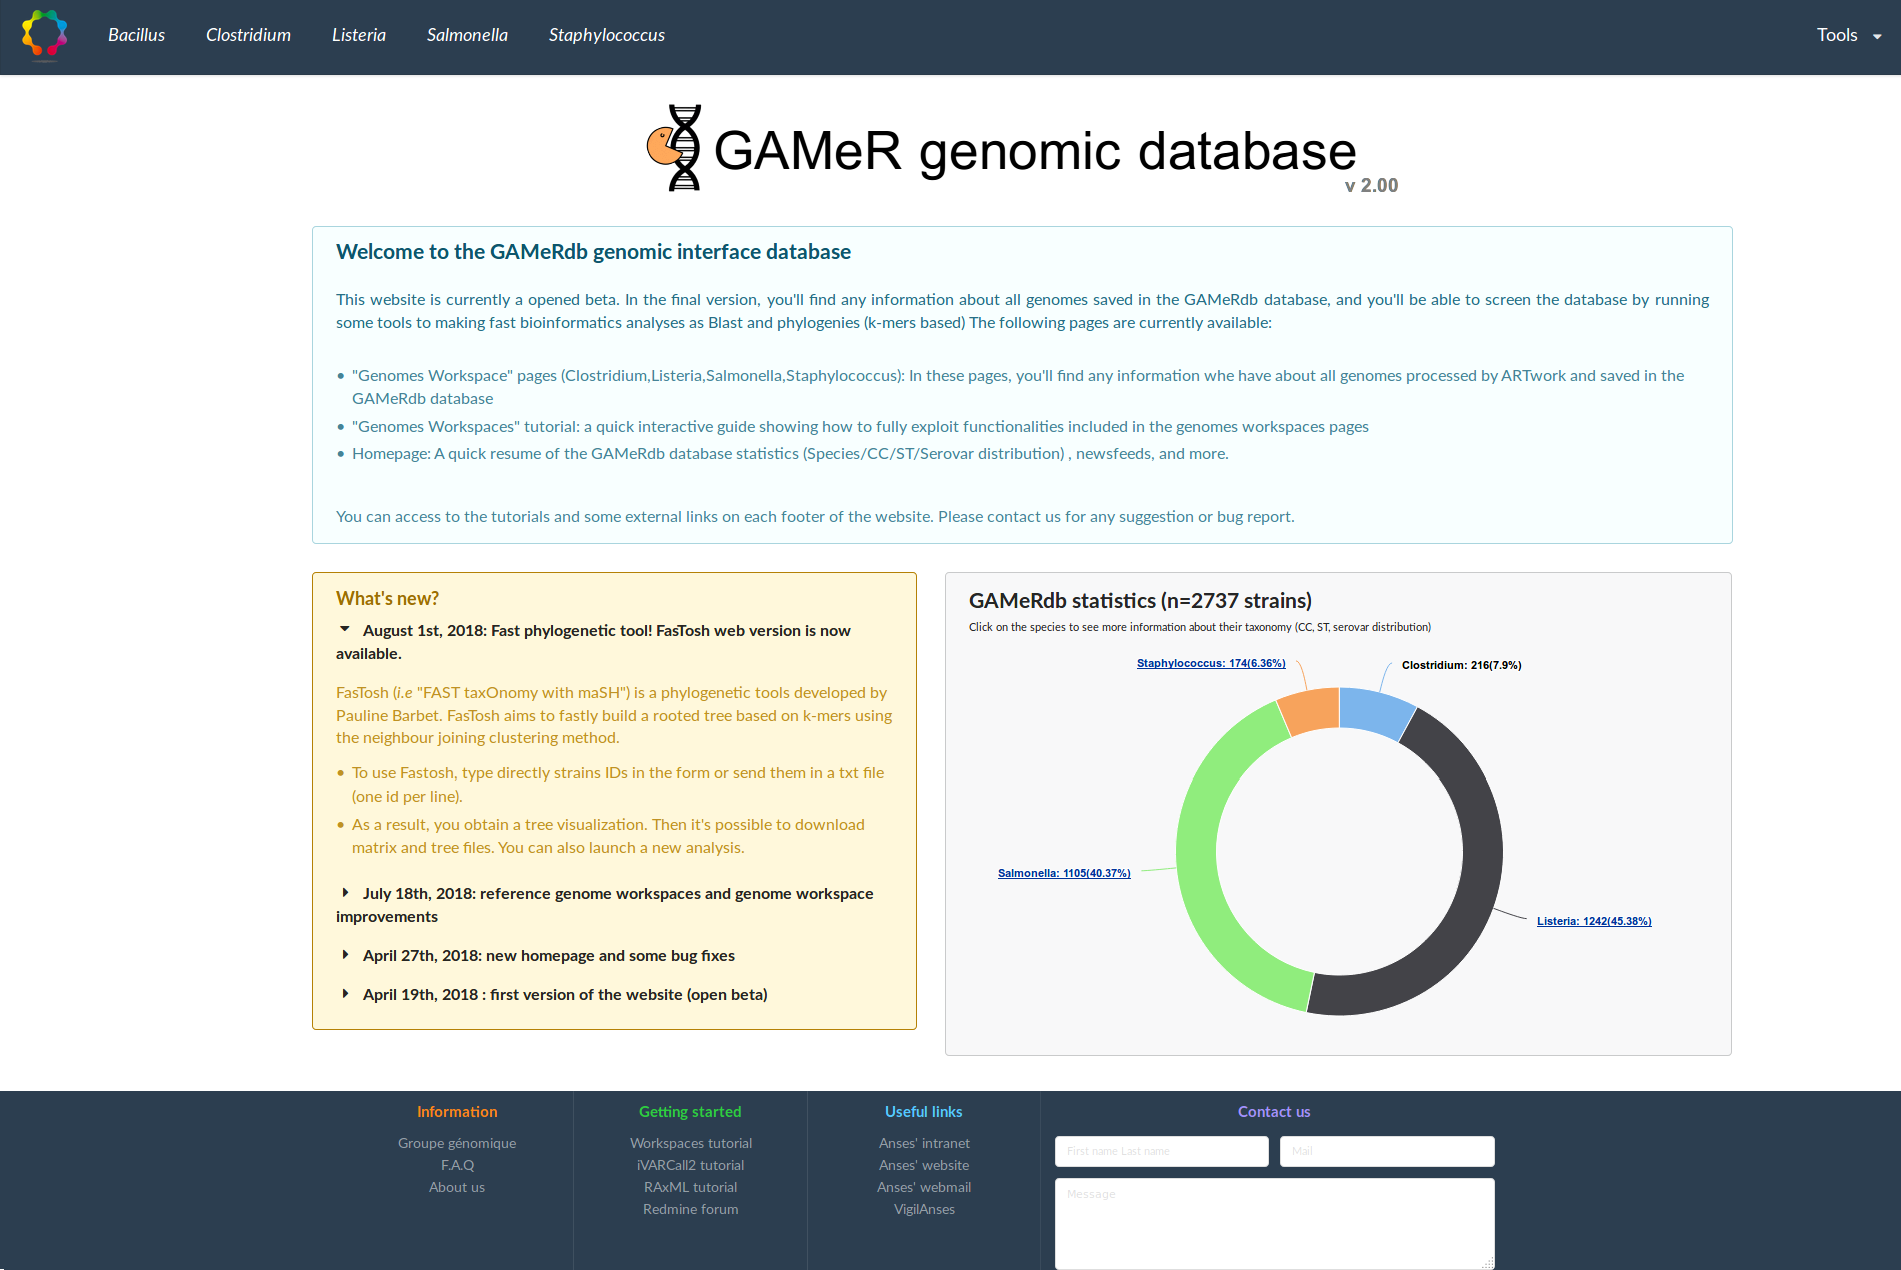 Bacillus Clostridium Listeria Salmonella Staphylococcus Tools
GAMeR genomic database
v 2.00
Welcome to the GAMeRdb genomic interface database
This website is currently a opened beta. In the final version, you'll find any information about all genomes saved in the GAMeRdb database, and you'll be able to screen the database by running
some tools to making fast bioinformatics analyses as Blast and phylogenies (k-mers based) The following pages are currently available:
• "Genomes Workspace" pages (Clostridium,Listeria,Salmonella,Staphylococcus): In these pages, you'll find any information whe have about all genomes processed by ARTwork and saved in the
GAMeRdb database
• "Genomes Workspaces" tutorial: a quick interactive guide showing how to fully exploit functionalities included in the genomes workspaces pages
• Homepage: A quick resume of the GAMeRdb database statistics (Species/CC/ST/Serovar distribution) , newsfeeds, and more.
You can access to the tutorials and some external links on each footer of the website. Please contact us for any suggestion or bug report.
What's new?
August 1st, 2018: Fast phylogenetic tool! FasTosh web version is now
available.
FasTosh (i.e "FAST taxOnomy with maSH") is a phylogenetic tools developed by
Pauline Barbet. FasTosh aims to fastly build a rooted tree based on k-mers using
the neighbour joining clustering method.
• To use Fastosh, type directly strains IDs in the form or send them in a txt file
(one id per line).
• As a result, you obtain a tree visualization. Then it's possible to download
matrix and tree files. You can also launch a new analysis.
July 18th, 2018: reference genome workspaces and genome workspace
improvements
April 27th, 2018: new homepage and some bug fixes
April 19th, 2018 : first version of the website (open beta)
GAMeRdb statistics (n=2737 strains)
Click on the species to see more information about their taxonomy (CC, ST, serovar distribution)
Staphylococcus: 174(6.36%)
Clostridium: 216(7.9%)
Salmonella: 1105(40.37%)
Listeria: 1242(45.38%)
Information
Groupe génomique
F.A.Q
About us
Getting started
Workspaces tutorial
iVARCall2 tutorial
RAxML tutorial
Redmine forum
Useful links
Anses' intranet
Anses' website
Anses' webmail
VigilAnses
Contact us
First name Last name
Mail
Message